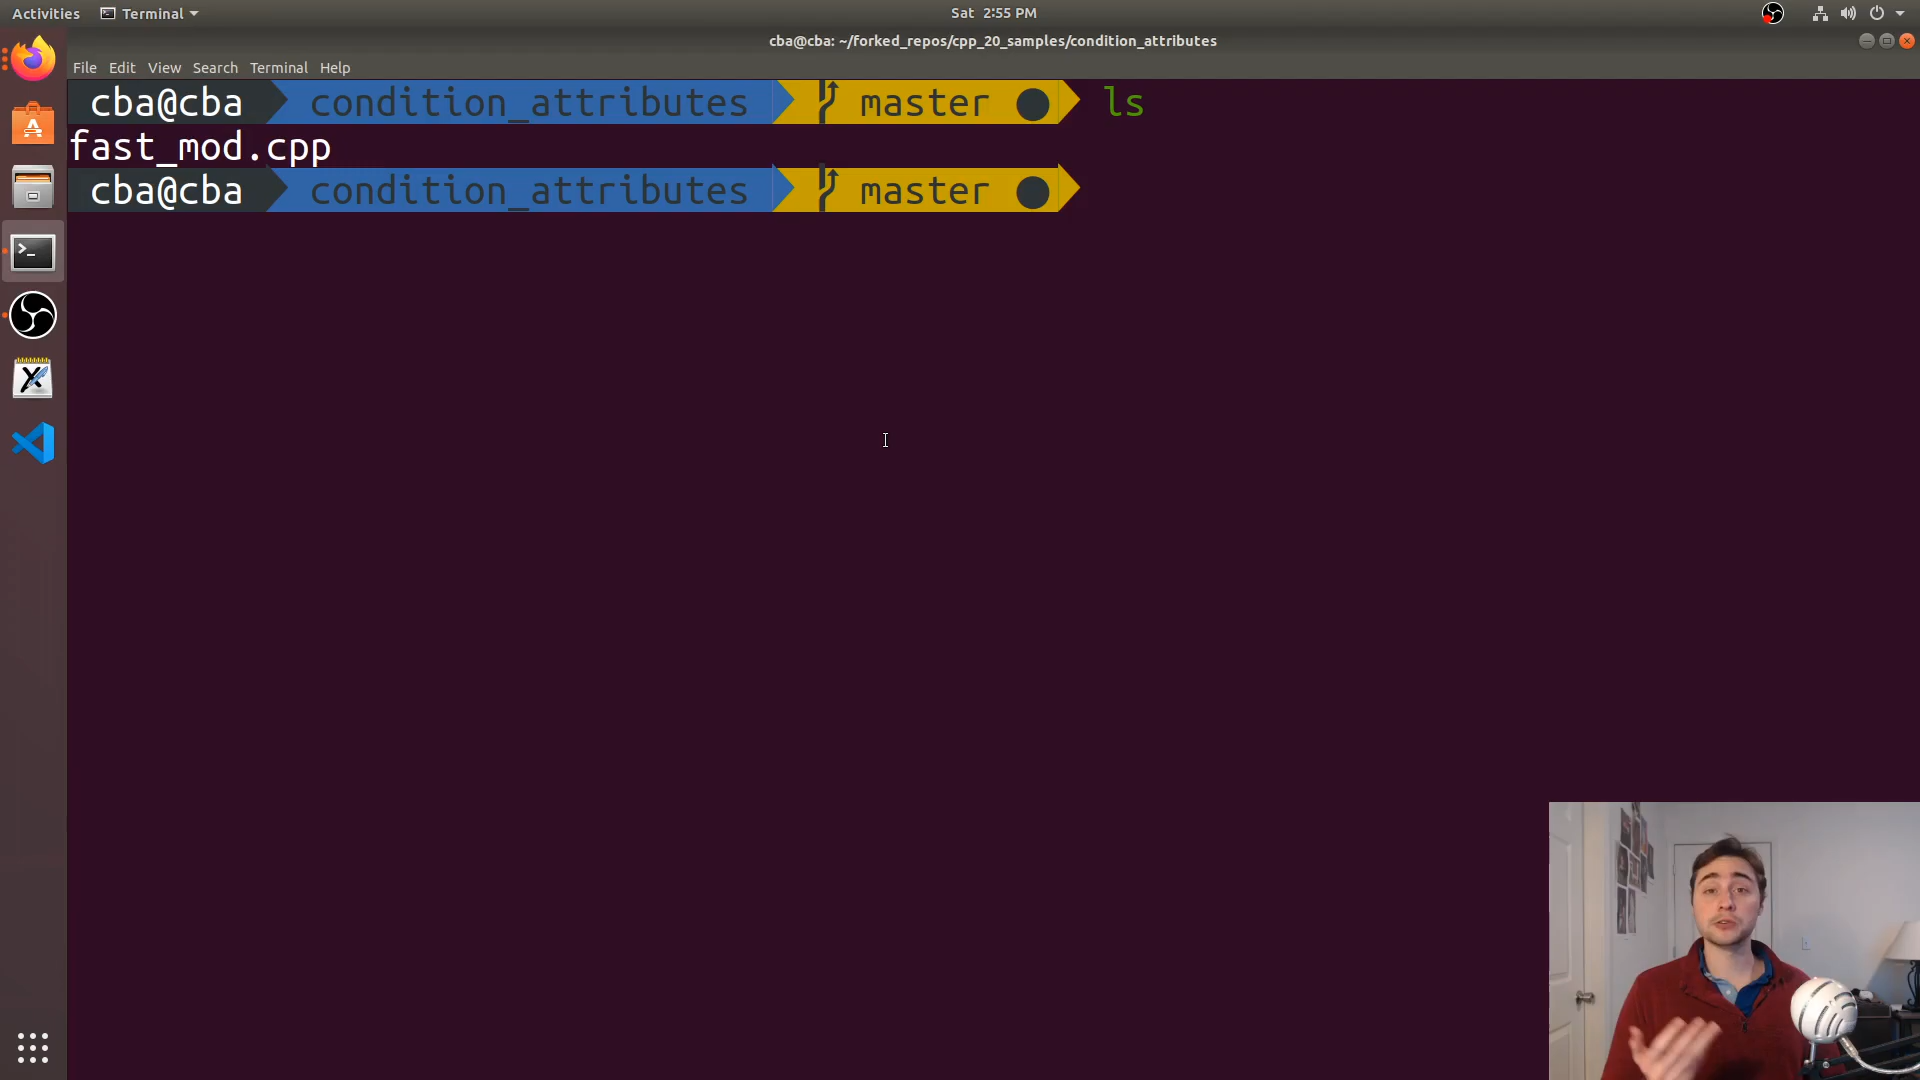 Activities Terminal Sat 2:55 PM
cba@cba: ~/forked_repos/cpp_20_samples/condition_attributes
File Edit View Search Terminal Help
cba@cba condition_attributes master ls
fast_mod.cpp
cba@cba condition_attributes master